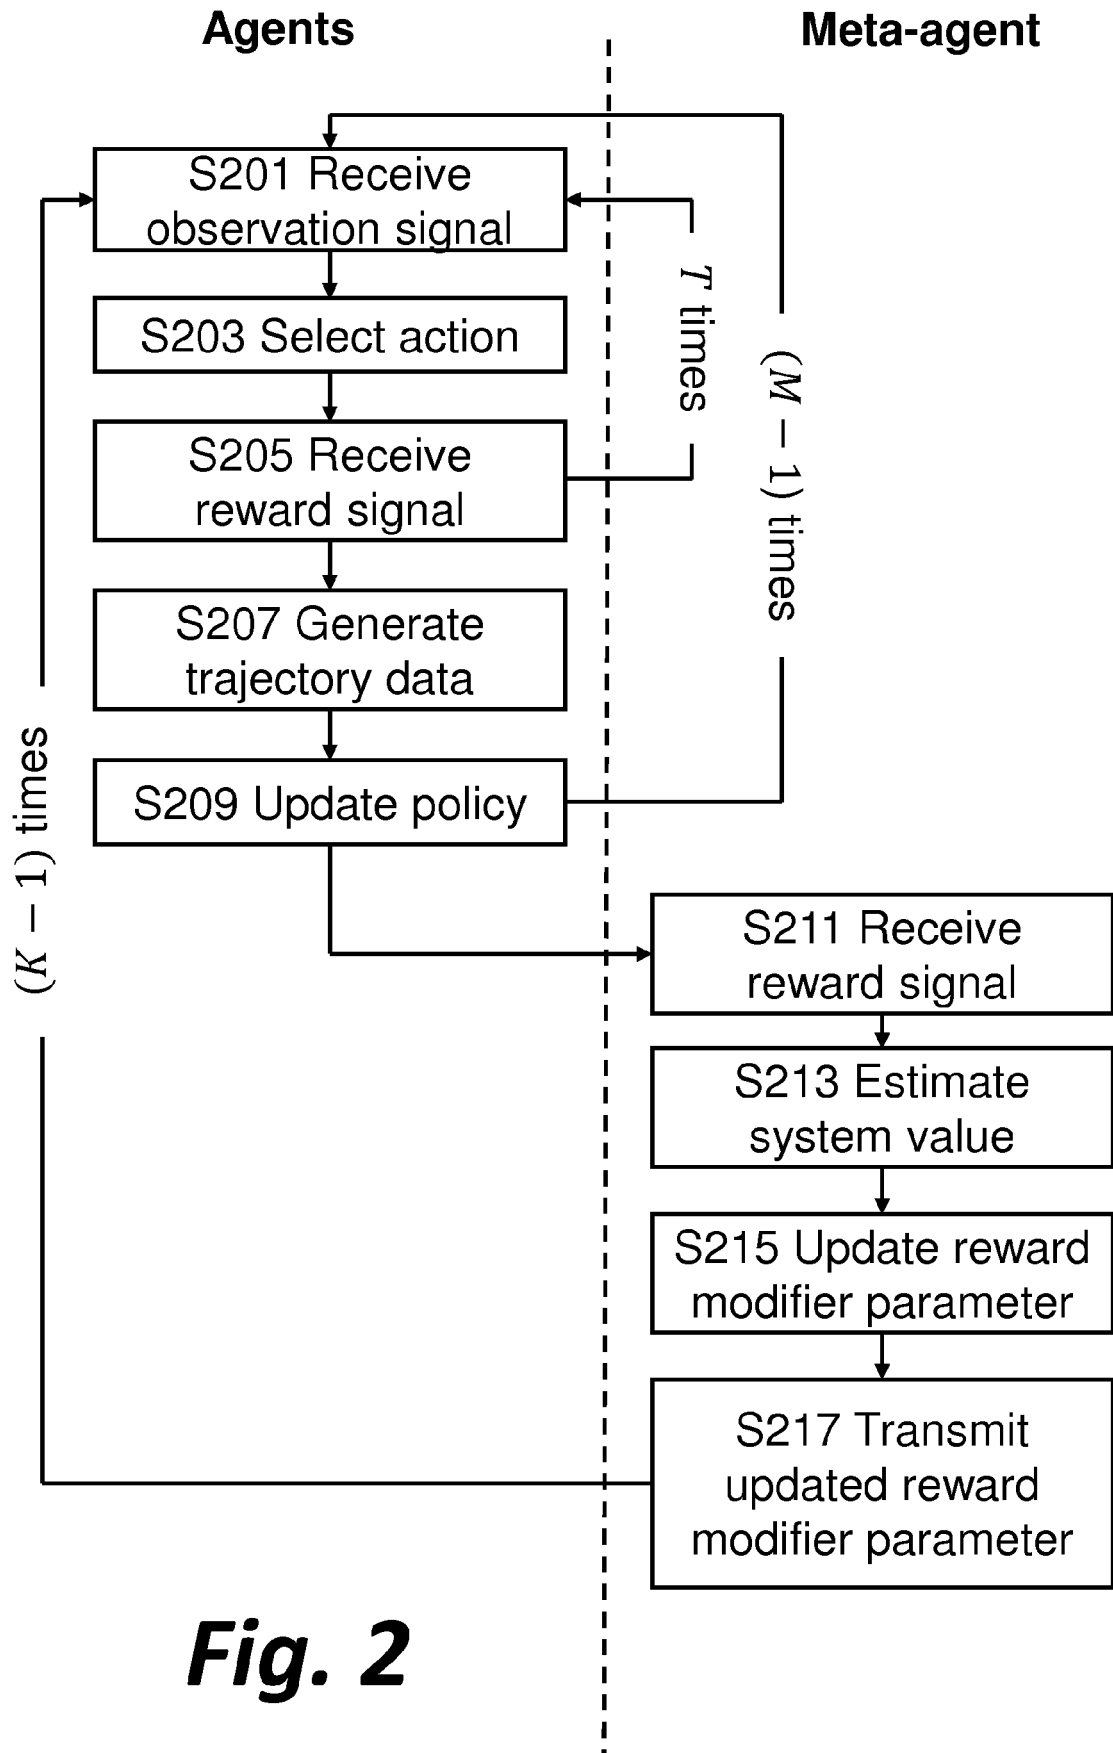 Agents
Meta-agent
S201 Receive
observation signal
S203 Select action
S205 Receive
reward signal
S207 Generate
trajectory data
S209 Update policy
T times
(M − 1) times
(K − 1) times
S211 Receive
reward signal
S213 Estimate
system value
S215 Update reward
modifier parameter
S217 Transmit
updated reward
modifier parameter
Fig. 2